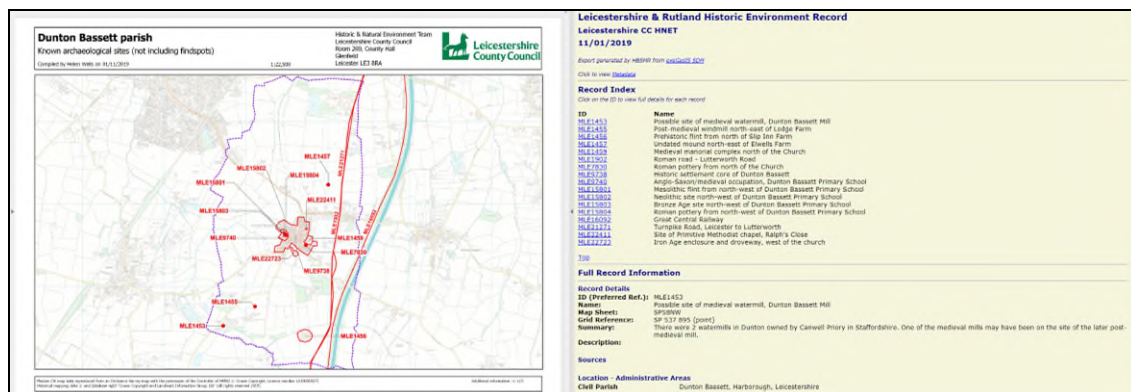 Dunton Bassett parish
Known archaeological sites (not including findspots)
Compiled by Helen Wells on 01/11/2019
1:22,500
Historic & Natural Environment Team
Leicestershire County Council
Room 200, County Hall
Glenfield
Leicester LE3 8RA
Leicestershire
County Council
MLE1457
MLE15802
MLE15804
MLE15801
MLE22411
MLE15803
MLE9740
MLE1459
MLE7830
MLE22723
MLE9738
MLE1455
MLE1453
MLE1456
MLE21271
MLE1902
MLE16092
Leicestershire & Rutland Historic Environment Record
Leicestershire CC HNET
11/01/2019
Export generated by HBSMR from exeGesIS SDM
Click to view Metadata
Record Index
Click on the ID to view full details for each record
ID Name
MLE1453 Possible site of medieval watermill, Dunton Bassett Mill
MLE1455 Post-medieval windmill north-east of Lodge Farm
MLE1456 Prehistoric flint from north of Slip Inn Farm
MLE1457 Undated mound north-east of Elwells Farm
MLE1459 Medieval manorial complex north of the Church
MLE1902 Roman road - Lutterworth Road
MLE7830 Roman pottery from north of the Church
MLE9738 Historic settlement core of Dunton Bassett
MLE9740 Anglo-Saxon/medieval occupation, Dunton Bassett Primary School
MLE15801 Mesolithic flint from north-west of Dunton Bassett Primary School
MLE15802 Neolithic site north-west of Dunton Bassett Primary School
MLE15803 Bronze Age site north-west of Dunton Bassett Primary School
MLE15804 Roman pottery from north-west of Dunton Bassett Primary School
MLE16092 Great Central Railway
MLE21271 Turnpike Road, Leicester to Lutterworth
MLE22411 Site of Primitive Methodist chapel, Ralph's Close
MLE22723 Iron Age enclosure and droveway, west of the church
Top
Full Record Information
Record Details
ID (Preferred Ref.): MLE1453
Name: Possible site of medieval watermill, Dunton Bassett Mill
Map Sheet: SP58NW
Grid Reference: SP 537 895 (point)
Summary: There were 2 watermills in Dunton owned by Canwell Priory in Staffordshire. One of the medieval mills may have been on the site of the later post-
medieval mill.
Description:
Sources
Location - Administrative Areas
Civil Parish Dunton Bassett, Harborough, Leicestershire